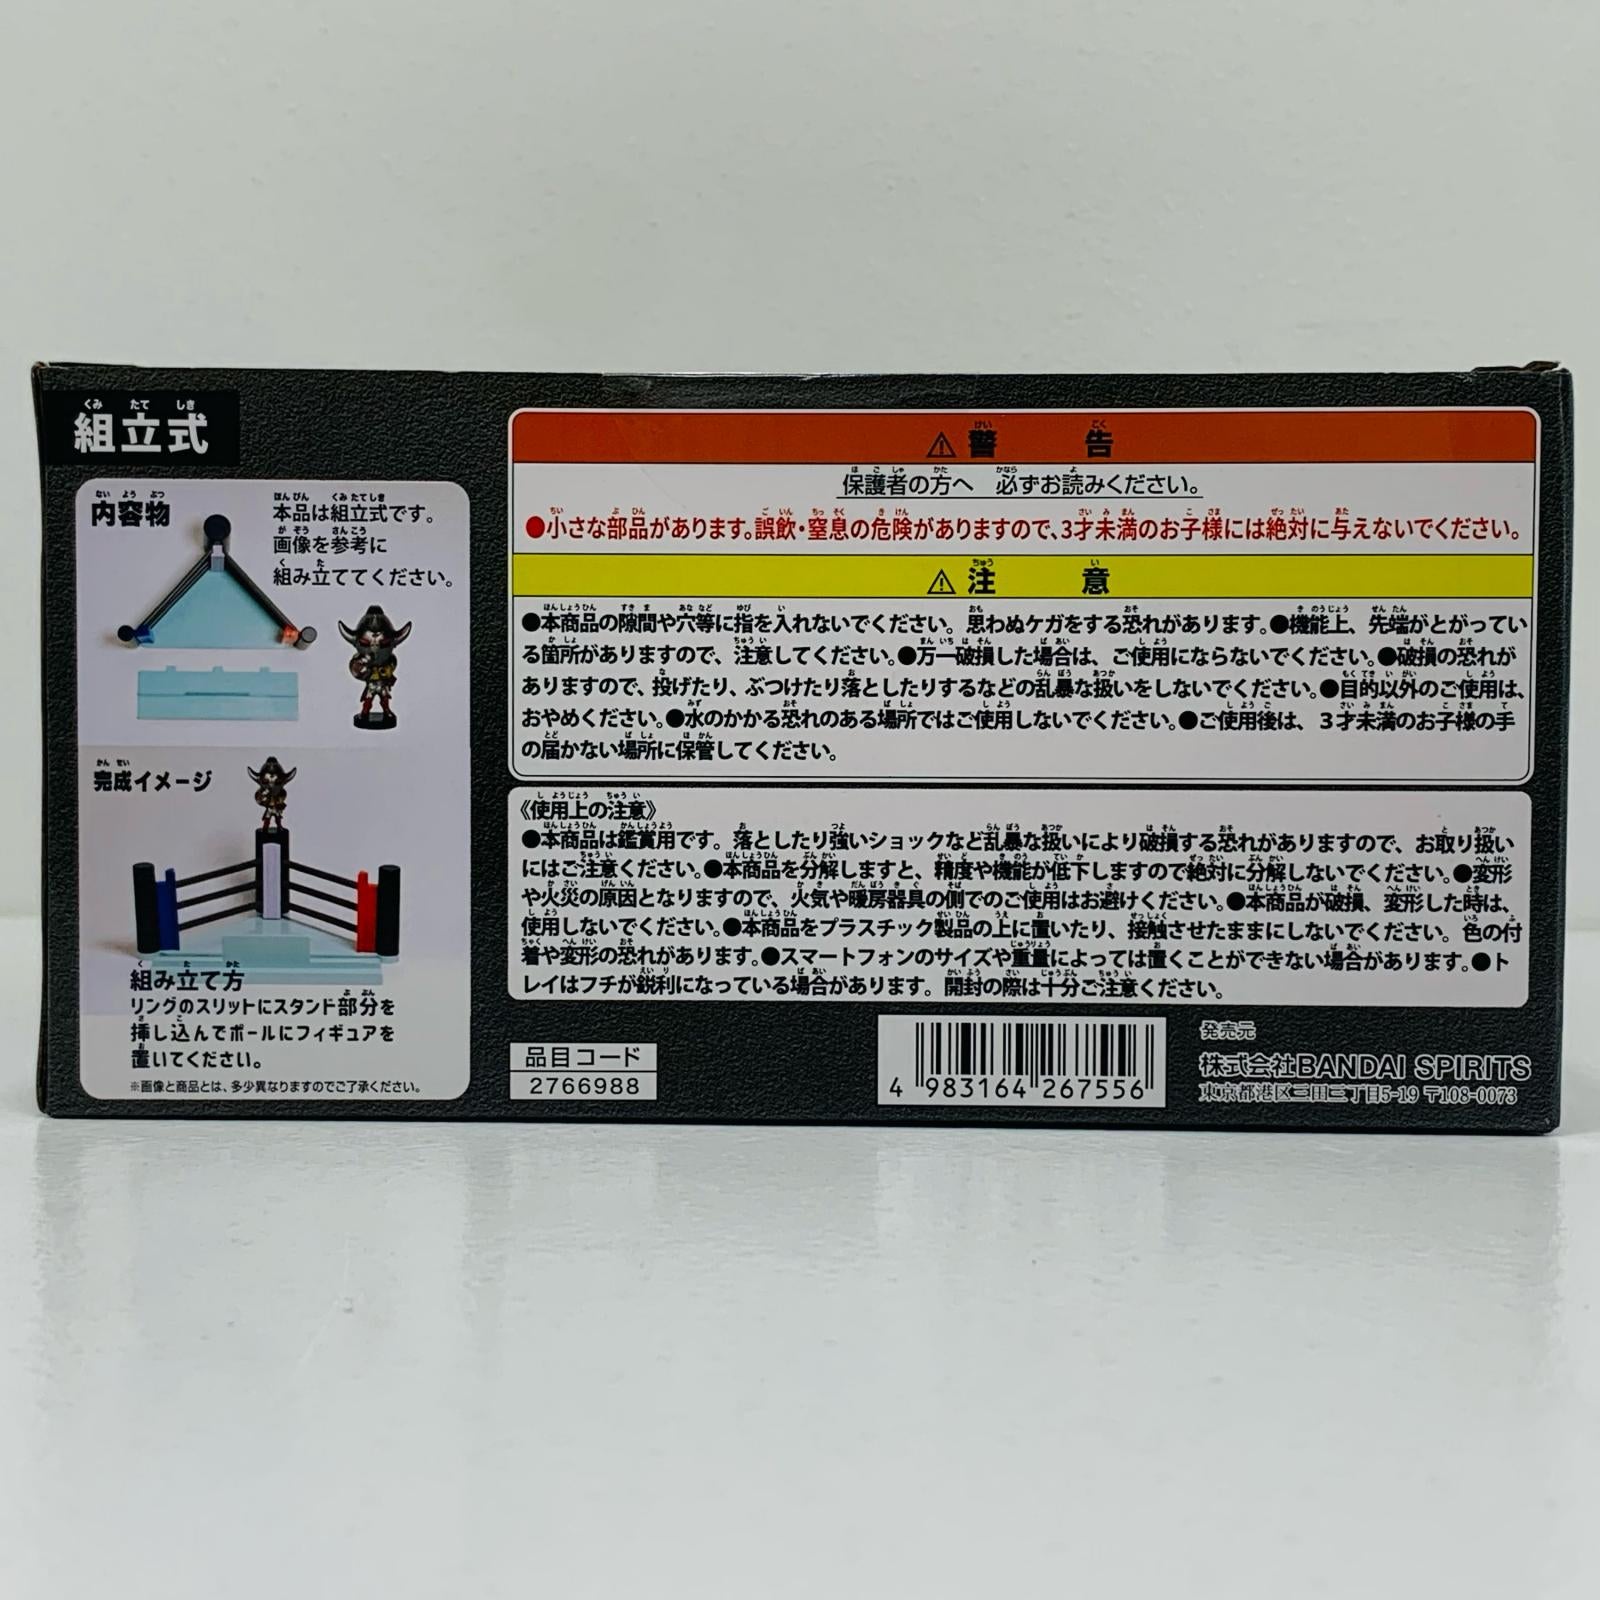 組立式
くみ たて しき
内容物
ない よう ぶつ
本品は組立式です。
画像を参考に
組み立ててください。
完成イメージ
かん せい
組み立て方
リングのスリットにスタンド部分を
挿し込んでポールにフィギュアを
置いてください。
※画像と商品とは、多少異なりますのでご了承ください。
⚠警告
保護者の方へ 必ずお読みください。
●小さな部品があります。誤飲・窒息の危険がありますので、3才未満のお子様には絶対に与えないでください。
⚠注意
●本商品の隙間や穴等に指を入れないでください。思わぬケガをする恐れがあります。●機能上、先端がとがってい
る箇所がありますので、注意してください。●万一破損した場合は、ご使用にならないでください。●破損の恐れが
ありますので、投げたり、ぶつけたり落としたりするなどの乱暴な扱いをしないでください。●目的以外のご使用は、
おやめください。●水のかかる恐れのある場所ではご使用しないでください。●ご使用後は、3才未満のお子様の手
の届かない場所に保管してください。
《使用上の注意》
●本商品は鑑賞用です。落としたり強いショックなど乱暴な扱いにより破損する恐れがありますので、お取り扱い
にはご注意ください。●本商品を分解しますと、精度や機能が低下しますので絶対に分解しないでください。●変形
や火災の原因となりますので、火気や暖房器具の側でのご使用はお避けください。●本商品が破損、変形した時は、
使用しないでください。●本商品をプラスチック製品の上に置いたり、接触させたままにしないでください。色の付
着や変形の恐れがあります。●スマートフォンのサイズや重量によっては置くことができない場合があります。●ト
レイはフチが鋭利になっている場合があります。開封の際は十分ご注意ください。
品目コード
2766988
4 983164 267556
発売元
株式会社BANDAI SPIRITS
東京都港区三田三丁目5-19 〒108-0073